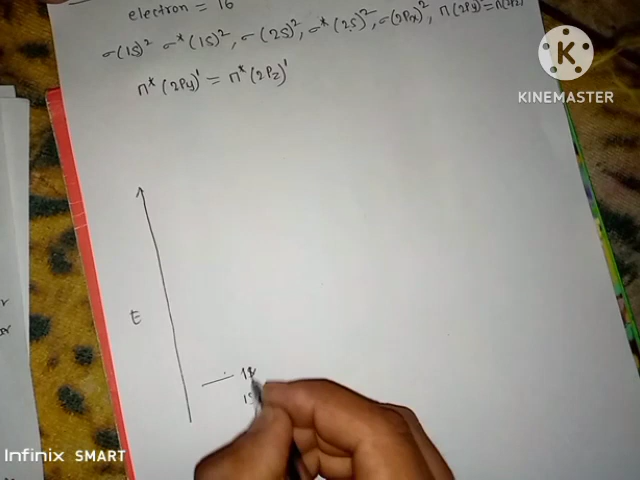 electron = 16
σ(1S)² σ*(1S)², σ(2S)², σ*(2S)², σ(2Px)², π(2Py)² = π(2Pz)
π*(2Py)¹ = π*(2Pz)¹
KINEMASTER
E
Infinix SMART